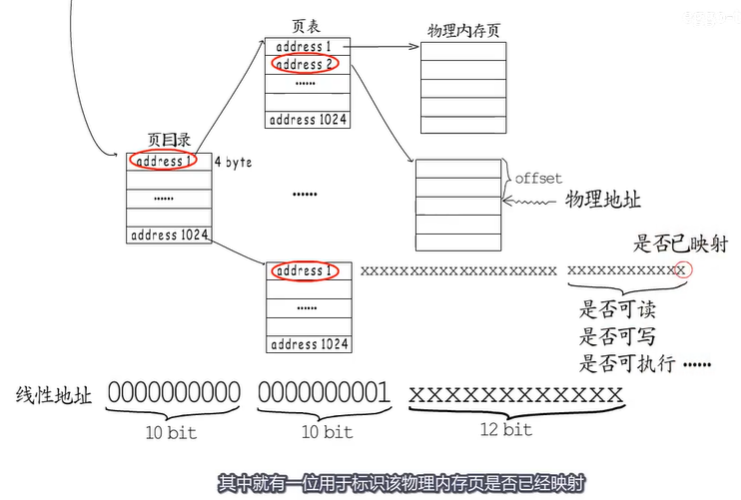 页表
物理内存页
address 1
address 2
......
address 1024
页目录
address 1
4 byte
......
address 1024
......
offset
物理地址
是否已映射
address 1
xxxxxxxxxxxxxxxxxxxx
xxxxxxxxxxxx
......
address 1024
是否可读
是否可写
是否可执行 ......
线性地址
0000000000
0000000001
xxxxxxxxxxxx
10 bit
10 bit
12 bit
其中就有一位用于标识该物理内存页是否已经映射